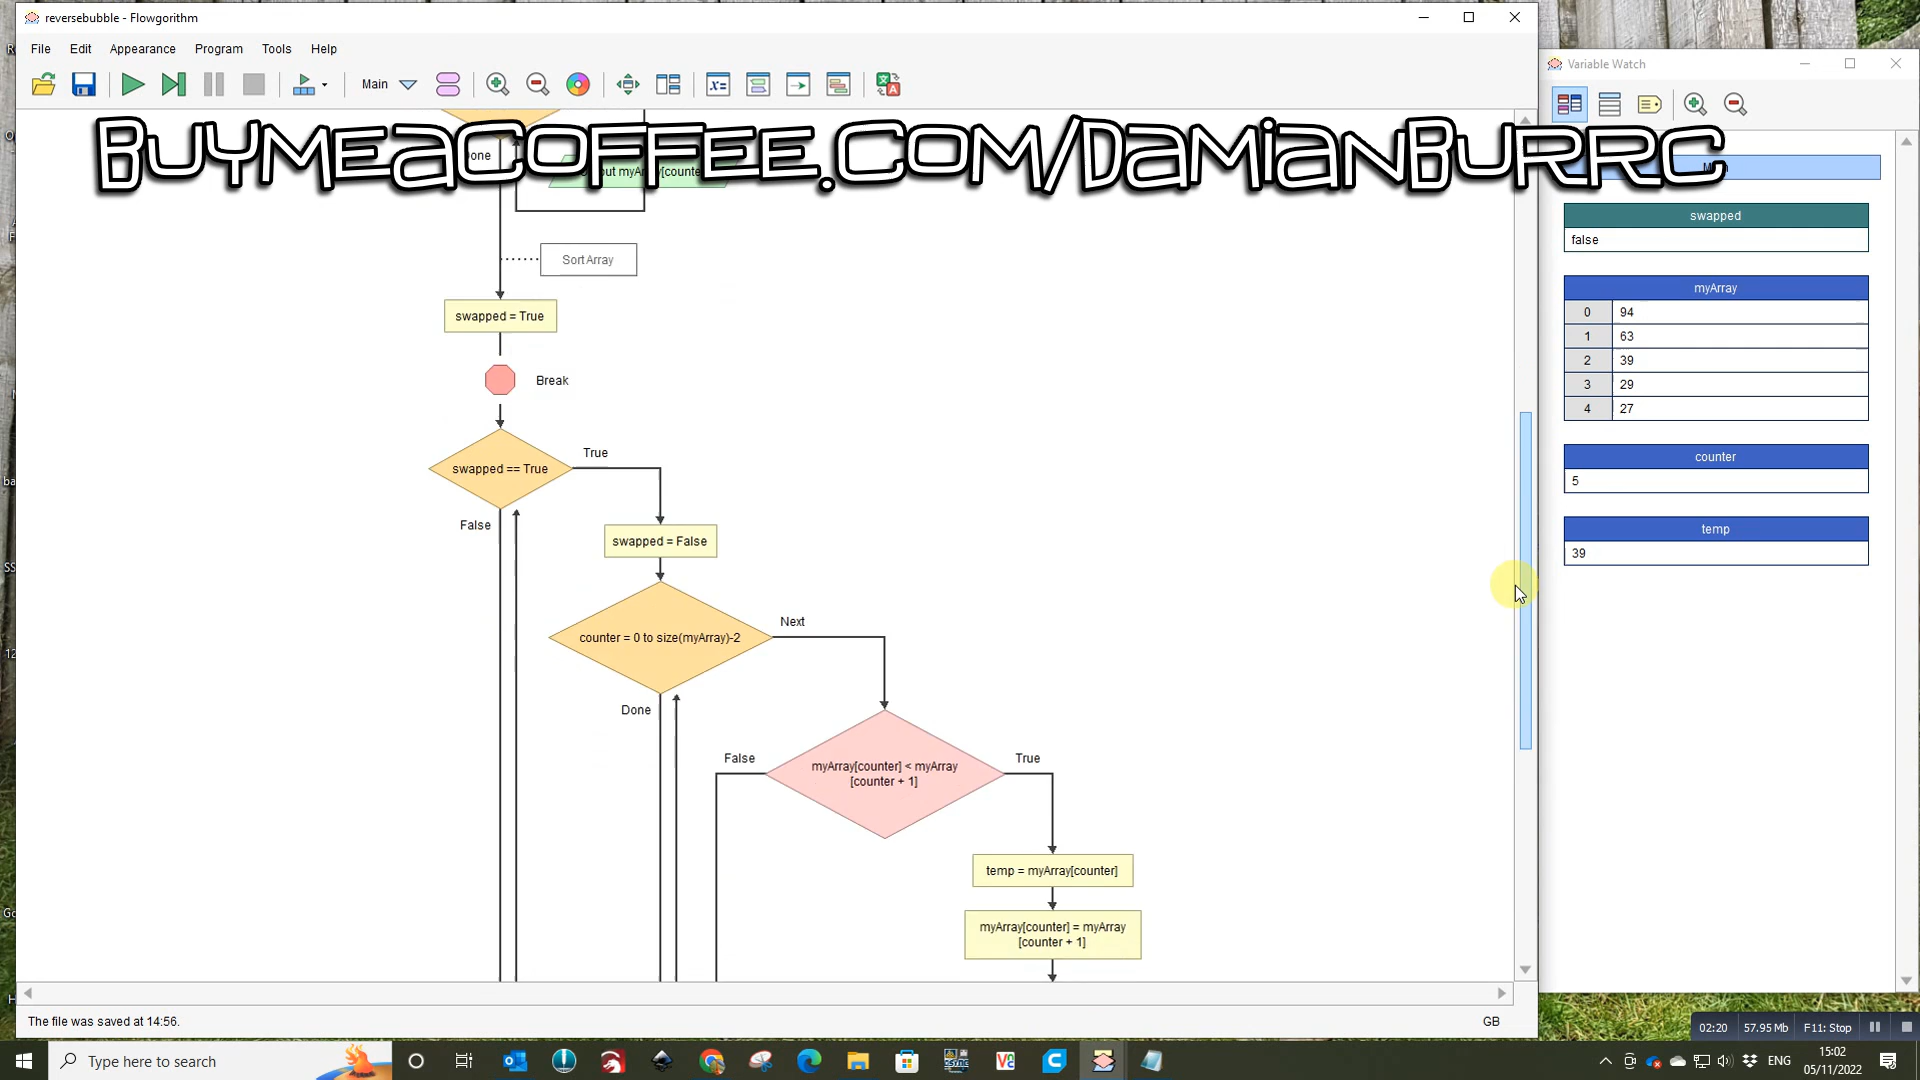 reversebubble - Flowgorithm
File Edit Appearance Program Tools Help
Main
BuymeaCoffee.Com/DamianBurrc
Done
put myArray[counter
Sort Array
swapped = True
Break
swapped == True
True
False
swapped = False
counter = 0 to size(myArray)-2
Next
Done
myArray[counter] < myArray
[counter + 1]
False
True
temp = myArray[counter]
myArray[counter] = myArray
[counter + 1]
The file was saved at 14:56.
GB
Variable Watch
swapped
false
myArray
0 94
1 63
2 39
3 29
4 27
counter
5
temp
39
02:20 57.95 Mb F11: Stop
Type here to search
ENG
15:02
05/11/2022